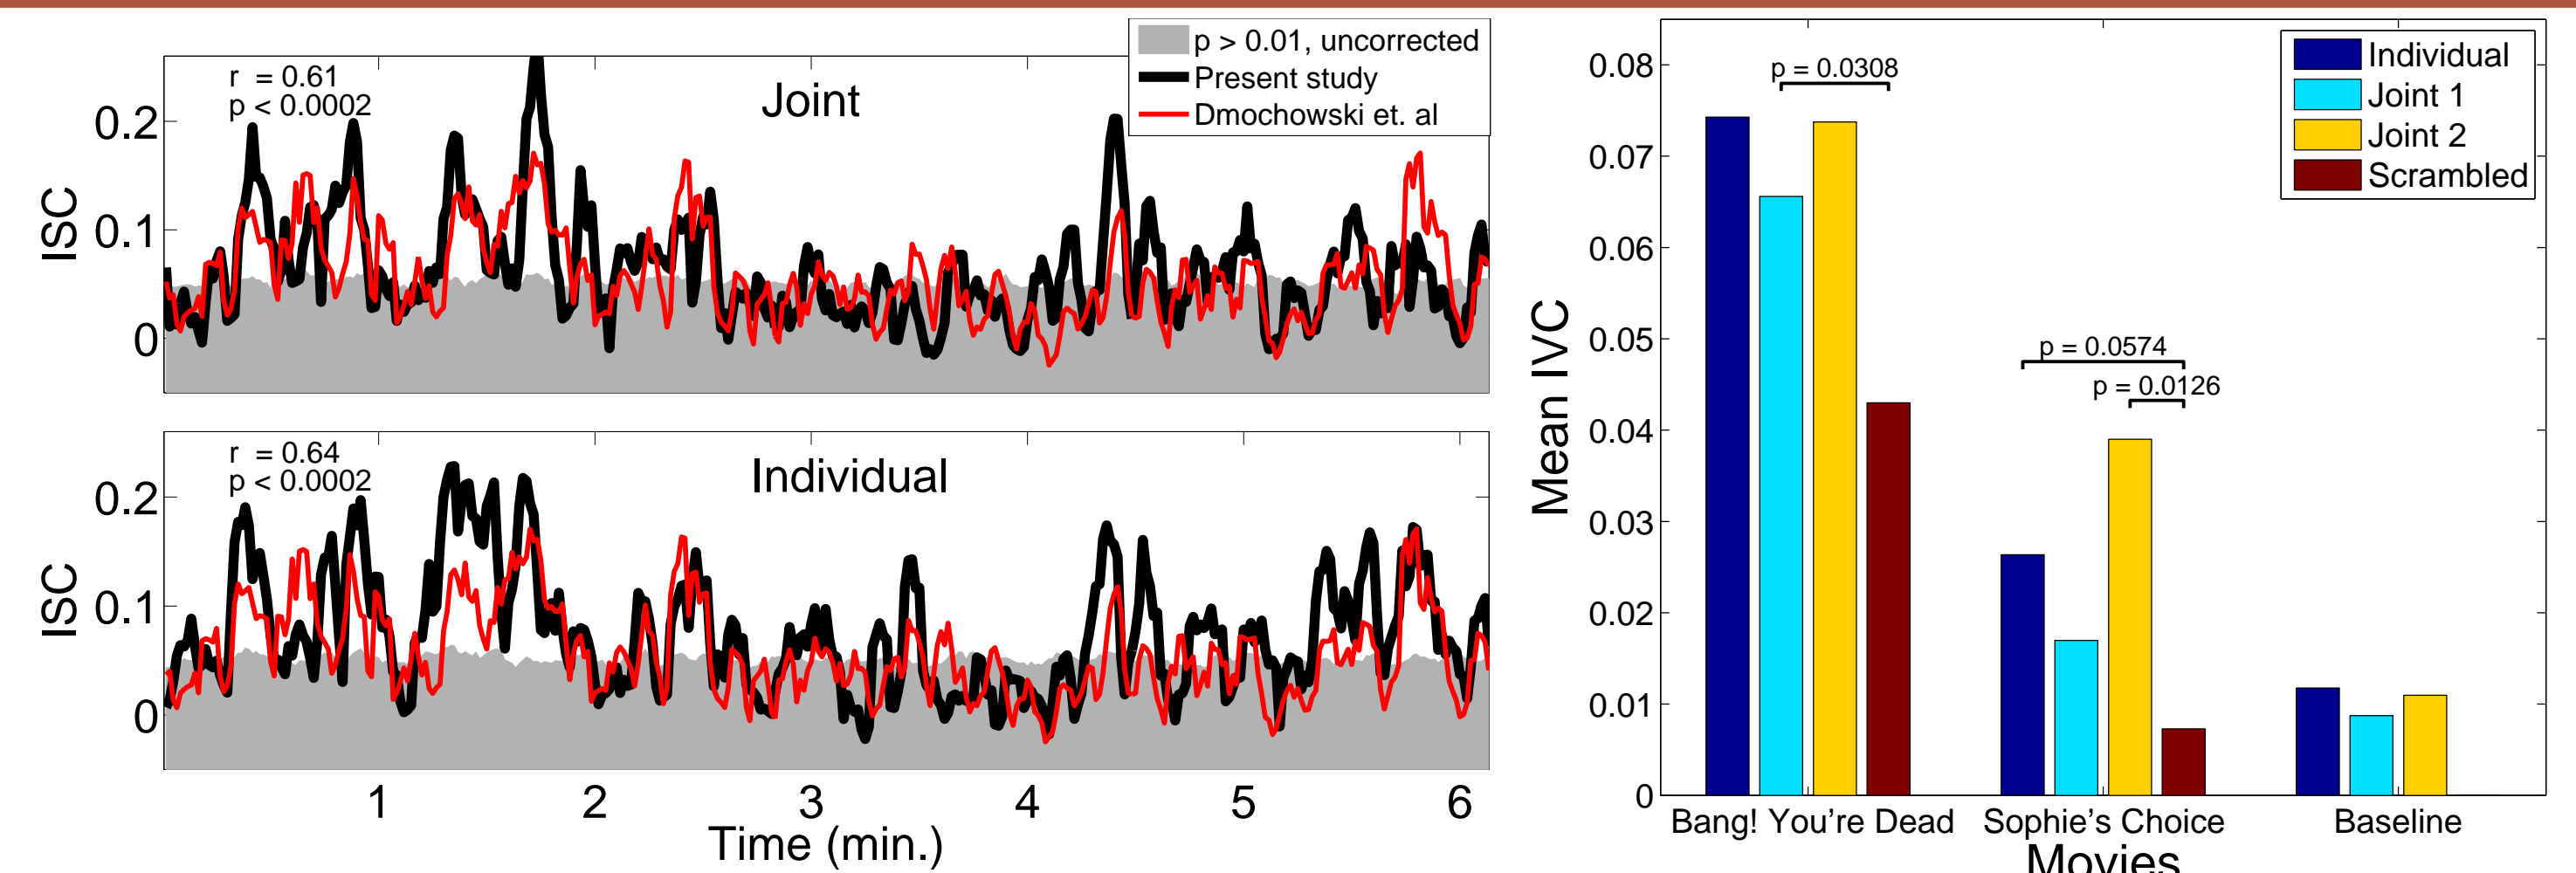 p > 0.01, uncorrected
Present study
Dmochowski et. al
r = 0.61
p < 0.0002
Joint
ISC
0.2
0.1
0
r = 0.64
p < 0.0002
Individual
ISC
0.2
0.1
0
1 2 3 4 5 6
Time (min.)
Individual
Joint 1
Joint 2
Scrambled
p = 0.0308
p = 0.0574
p = 0.0126
Mean IVC
0.08
0.07
0.06
0.05
0.04
0.03
0.02
0.01
0
Bang! You're Dead Sophie's Choice Baseline
Movies